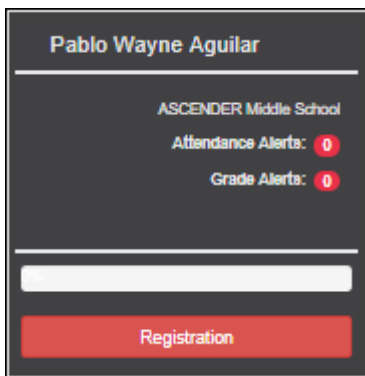 Pablo Wayne Aguilar
ASCENDER Middle School
Attendance Alerts: 0
Grade Alerts: 0
Registration